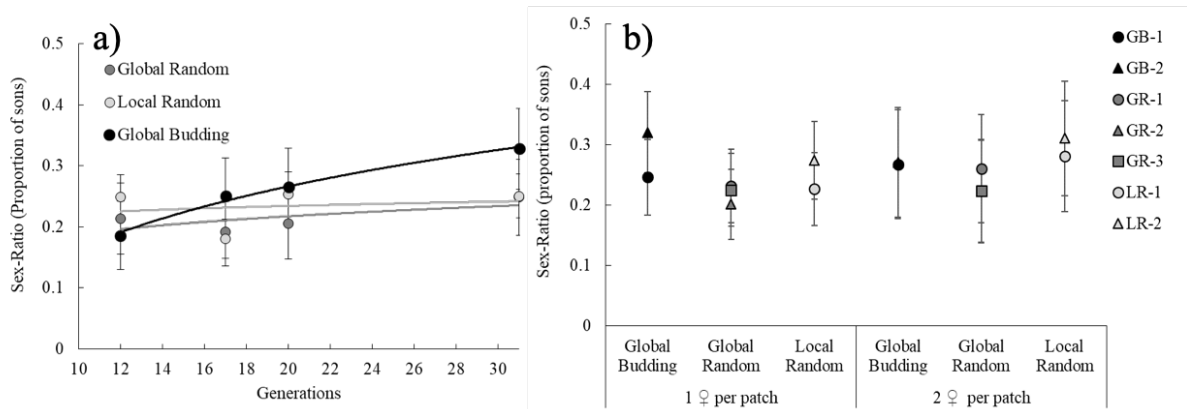 a)
Sex-Ratio (Proportion of sons)
0.5
0.4
0.3
0.2
0.1
0
Global Random
Local Random
Global Budding
10 12 14 16 18 20 22 24 26 28 30
Generations
b)
Sex-Ratio (proportion of sons)
0.5
0.4
0.3
0.2
0.1
0
GB-1
GB-2
GR-1
GR-2
GR-3
LR-1
LR-2
Global Budding
Global Random
Local Random
Global Budding
Global Random
Local Random
1 ♀ per patch
2 ♀ per patch